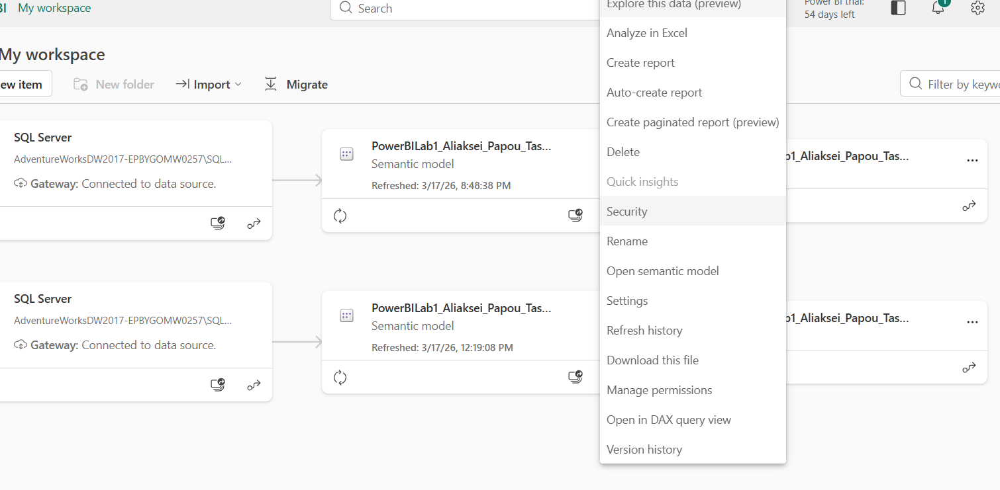 BI My workspace
Search
Explore this data (preview)
Power BI trial:
54 days left
1
My workspace
ew item
New folder
Import
Migrate
Filter by keywo
Analyze in Excel
Create report
Auto-create report
Create paginated report (preview)
Delete
Quick insights
Security
Rename
Open semantic model
Settings
Refresh history
Download this file
Manage permissions
Open in DAX query view
Version history
SQL Server
AdventureWorksDW2017-EPBYGOMW0257\SQL...
Gateway: Connected to data source.
PowerBILab1_Aliaksei_Papou_Tas...
Semantic model
Refreshed: 3/17/26, 8:48:38 PM
b1_Aliaksei_Papou_Tas...
SQL Server
AdventureWorksDW2017-EPBYGOMW0257\SQL...
Gateway: Connected to data source.
PowerBILab1_Aliaksei_Papou_Tas...
Semantic model
Refreshed: 3/17/26, 12:19:08 PM
b1_Aliaksei_Papou_Tas...